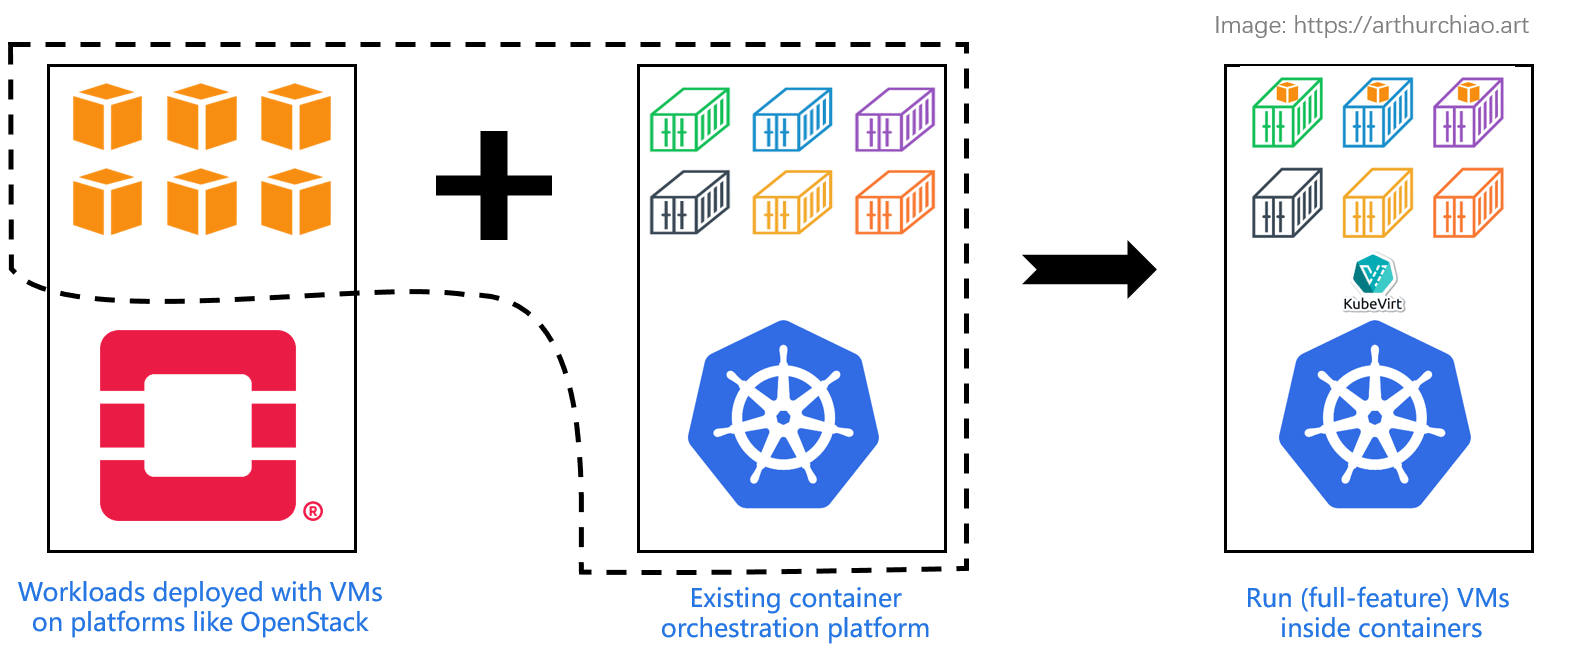 Image: https://arthurchiao.art
KubeVirt
®
Workloads deployed with VMs
on platforms like OpenStack
Existing container
orchestration platform
Run (full-feature) VMs
inside containers